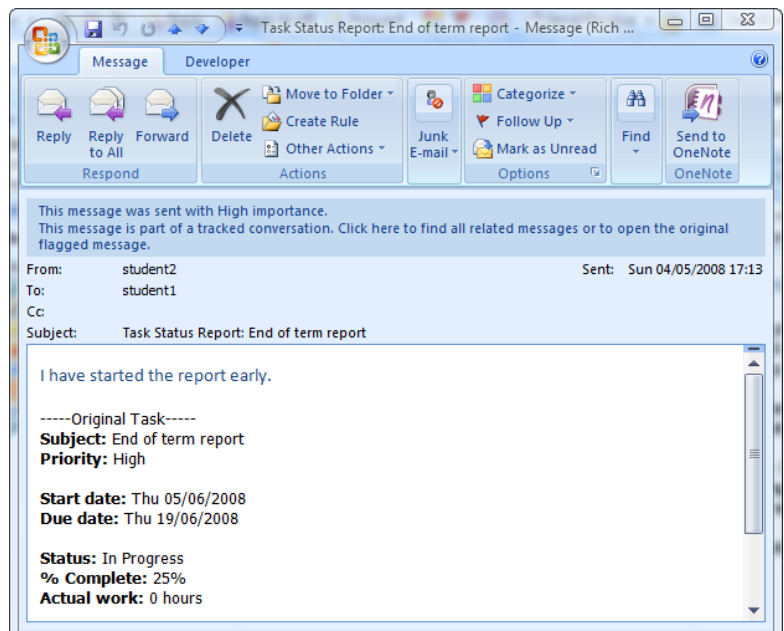 Task Status Report: End of term report - Message (Rich ...
Message Developer
Reply
Reply to All
Forward
Respond
Delete
Move to Folder
Create Rule
Other Actions
Actions
Junk E-mail
Categorize
Follow Up
Mark as Unread
Options
Find
Send to OneNote
OneNote
This message was sent with High importance.
This message is part of a tracked conversation. Click here to find all related messages or to open the original
flagged message.
From: student2 Sent: Sun 04/05/2008 17:13
To: student1
Cc:
Subject: Task Status Report: End of term report
I have started the report early.
-----Original Task-----
Subject: End of term report
Priority: High
Start date: Thu 05/06/2008
Due date: Thu 19/06/2008
Status: In Progress
% Complete: 25%
Actual work: 0 hours